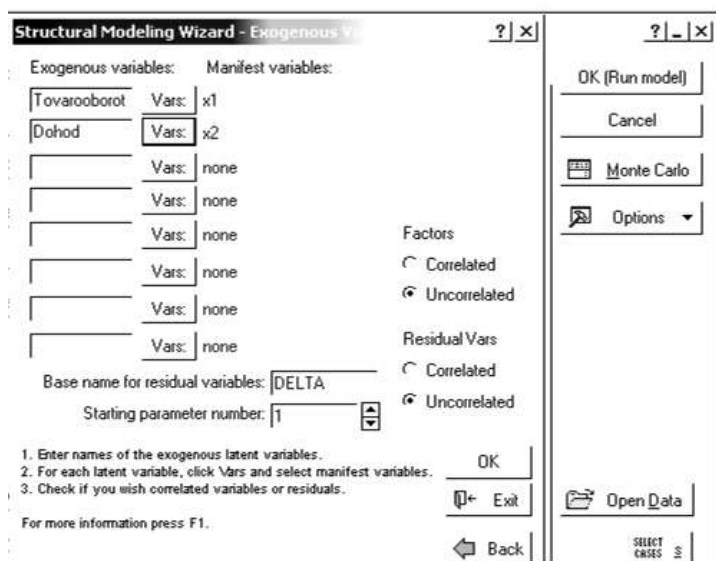 Structural Modeling Wizard - Exogenous
Exogenous variables: Manifest variables:
Tovarooborot Vars: x1
Dohod Vars: x2
Vars: none
Vars: none
Vars: none
Vars: none
Vars: none
Vars: none
Factors
Correlated
Uncorrelated
Residual Vars
Correlated
Uncorrelated
Base name for residual variables: DELTA
Starting parameter number: 1
1. Enter names of the exogenous latent variables.
2. For each latent variable, click Vars and select manifest variables.
3. Check if you wish correlated variables or residuals.
For more information press F1.
OK
Exit
Back
OK (Run model)
Cancel
Monte Carlo
Options
Open Data
SELECT CASES S